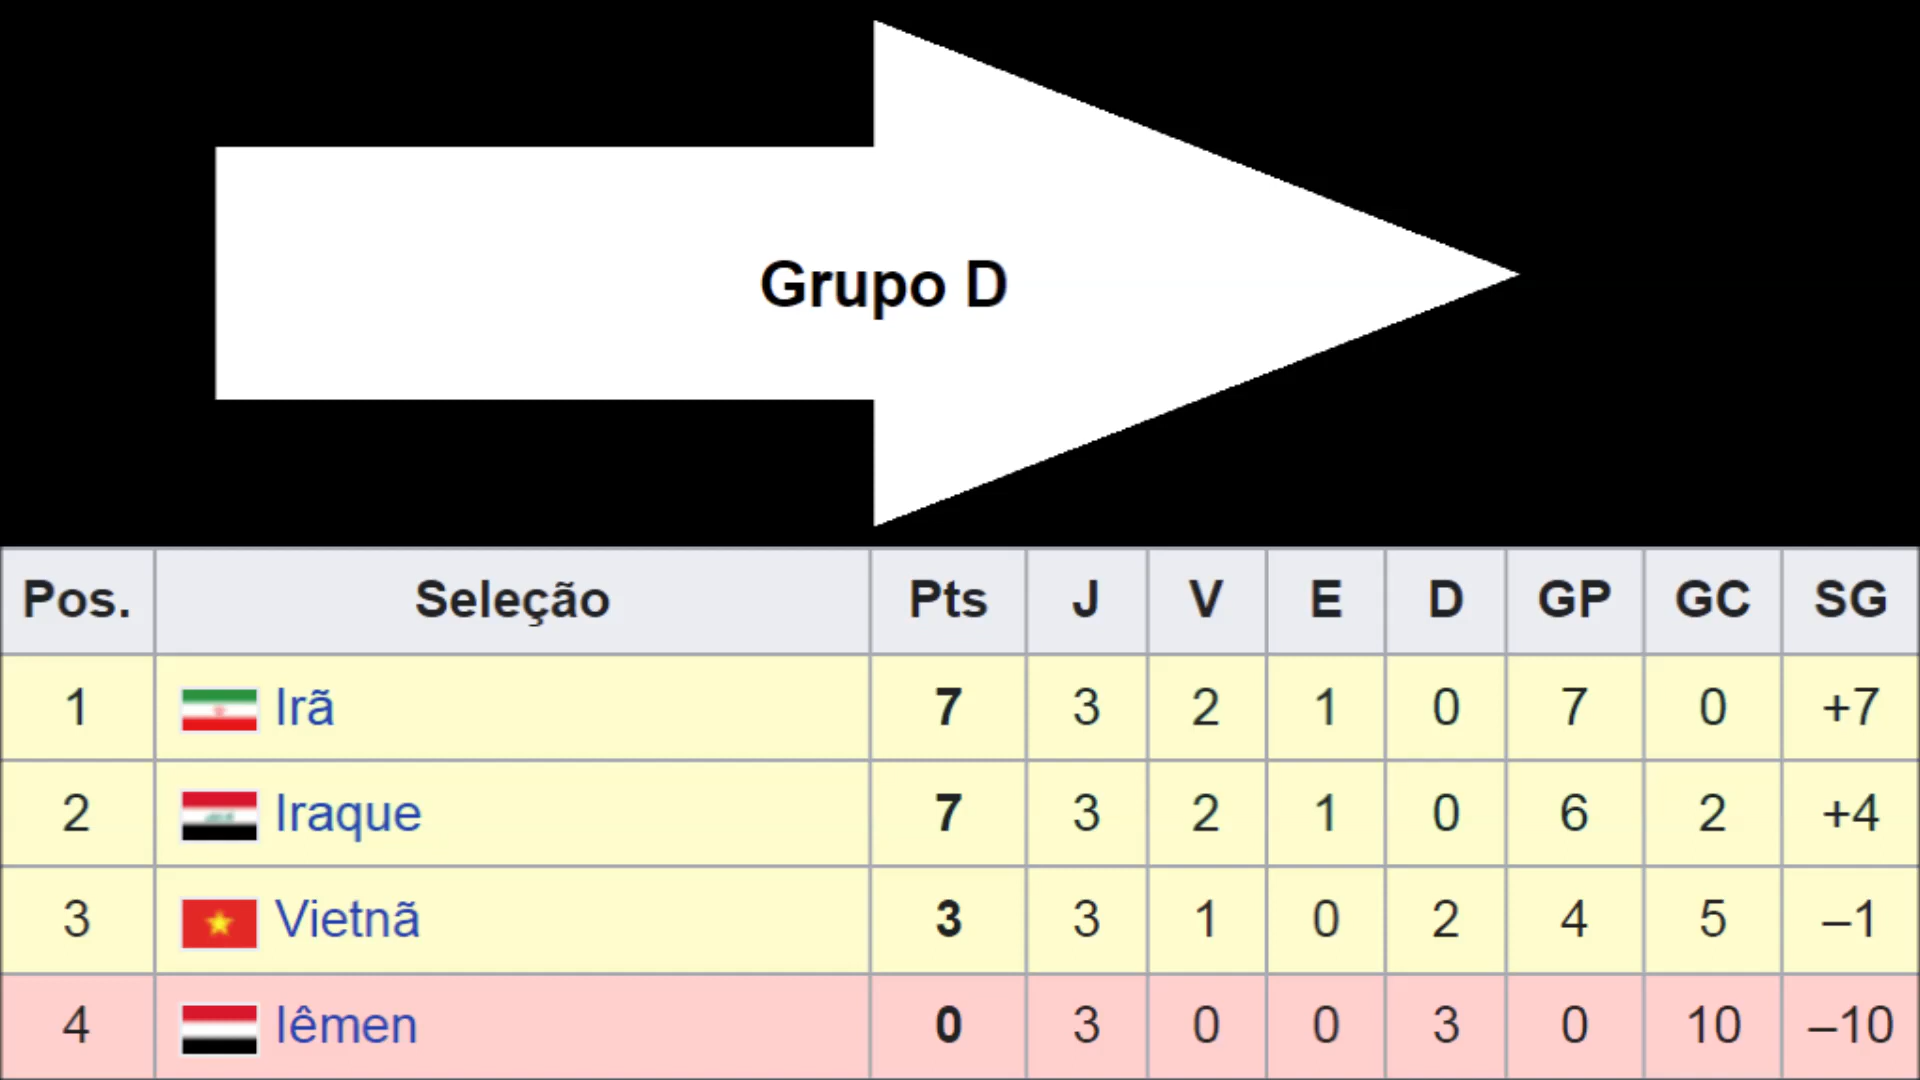 Grupo D
Pos. Seleção Pts J V E D GP GC SG
1 Irã 7 3 2 1 0 7 0 +7
2 Iraque 7 3 2 1 0 6 2 +4
3 Vietnã 3 3 1 0 2 4 5 –1
4 Iêmen 0 3 0 0 3 0 10 –10